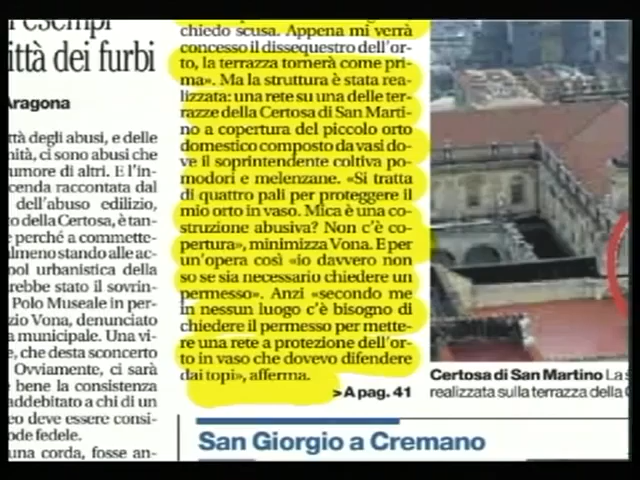 i esempi
ittà dei furbi
Aragona
ttà degli abusi, e delle
nità, ci sono abusi che
umore di altri. E l'in-
cenda raccontata dal
dell'abuso edilizio,
o della Certosa, è tan-
perché a commette-
almeno stando alle ac-
ool urbanistica della
rebbe stato il sovrin-
Polo Museale in per-
zio Vona, denunciato
a municipale. Una vi-
e, che desta sconcerto
Ovviamente, ci sarà
bene la consistenza
addebitato a chi di un
eo deve essere consi-
ode fedele.
una corda, fosse an-
chiedo scusa. Appena mi verrà
concesso il dissequestro dell'or-
to, la terrazza tornerà come pri-
ma». Ma la struttura è stata rea-
lizzata: una rete su una delle ter-
razze della Certosa di San Marti-
no a copertura del piccolo orto
domestico composto da vasi do-
ve il soprintendente coltiva po-
modori e melenzane. «Si tratta
di quattro pali per proteggere il
mio orto in vaso. Mica è una co-
struzione abusiva? Non c'è co-
pertura», minimizza Vona. E per
un'opera così «io davvero non
so se sia necessario chiedere un
permesso». Anzi «secondo me
in nessun luogo c'è bisogno di
chiedere il permesso per mette-
re una rete a protezione dell'or-
to in vaso che dovevo difendere
dai topi», afferma.
> A pag. 41
Certosa di San Martino La s
realizzata sulla terrazza della C
San Giorgio a Cremano